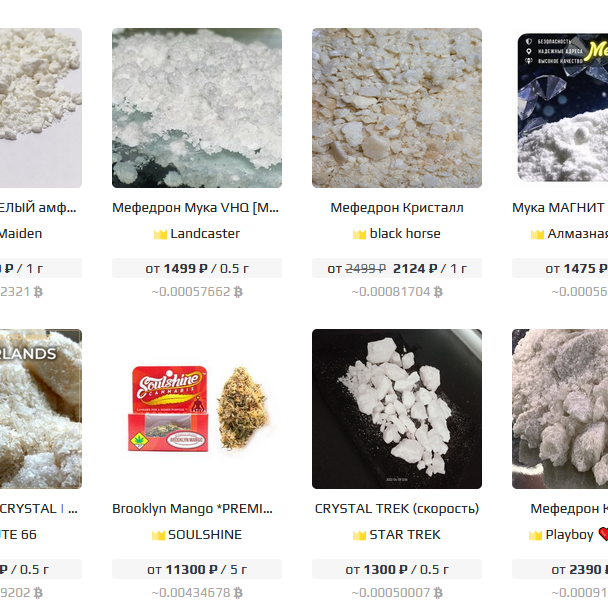 БЕЗОПАСНОСТЬ
НАДЕЖНЫЕ АДРЕСА
ВЫСОКОЕ КАЧЕСТВО
ЕЛЫЙ амф...
Мефедрон Мука VHQ [М...
Мефедрон Кристалл
Мука МАГНИТ
Maiden
Landcaster
black horse
Алмазная
₽ / 1 г
от 1499 ₽ / 0.5 г
от 2499 ₽ 2124 ₽ / 1 г
от 1475 ₽
2321 ₿
~0.00057662 ₿
~0.00081704 ₿
~0.00056
RLANDS
Soulshine
CANNABIS
BROOKLYN MANGO
CRYSTAL | ...
Brooklyn Mango *PREMI...
CRYSTAL TREK (скорость)
Мефедрон К
TE 66
SOULSHINE
STAR TREK
Playboy
₽ / 0.5 г
от 11300 ₽ / 5 г
от 1300 ₽ / 0.5 г
от 2390
9202 ₿
~0.00434678 ₿
~0.00050007 ₿
~0.00091